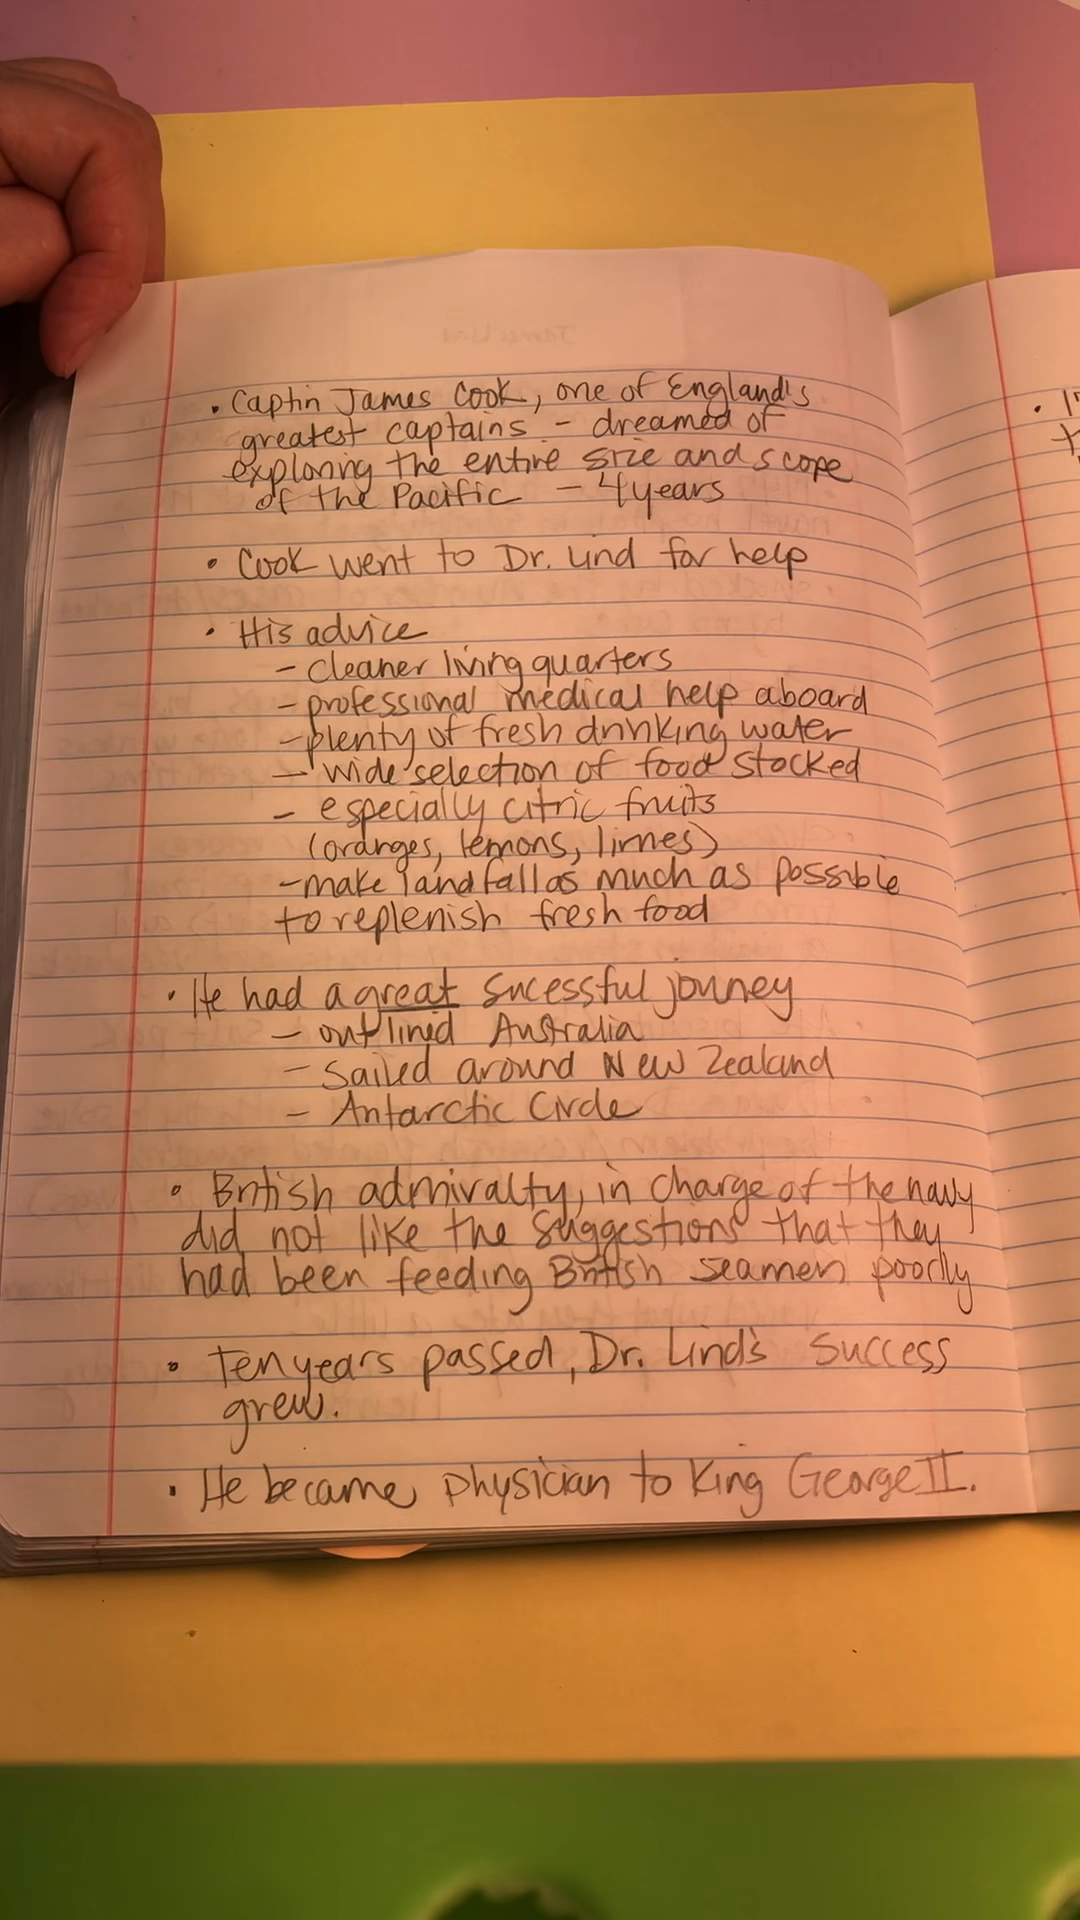 • Captin James Cook, one of England's
greatest captains - dreamed of
exploring the entire size and scope
of the Pacific - 4 years
• Cook went to Dr. Lind for help
• His advice
- cleaner living quarters
- professional medical help aboard
- plenty of fresh drinking water
- wide selection of food stocked
- especially citric fruits
(oranges, lemons, limes)
- make landfall as much as possible
to replenish fresh food
• He had a great sucessful jouney
- outlined Australia
- Sailed around New Zealand
- Antarctic Circle
• British admiralty, in charge of the navy
did not like the suggestions that they
had been feeding British seamen poorly
• Ten years passed, Dr. Lind's success
grew.
• He became physician to King George II.